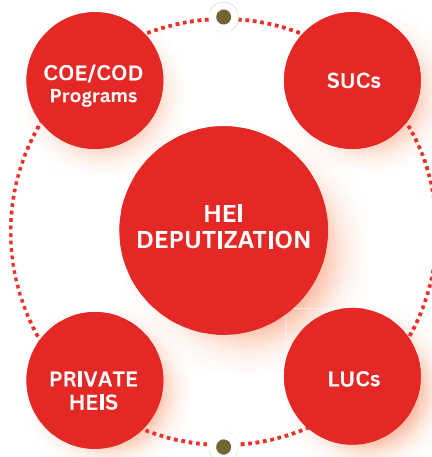 COE/COD
Programs
SUCs
HEI
DEPUTIZATION
PRIVATE
HEIS
LUCs